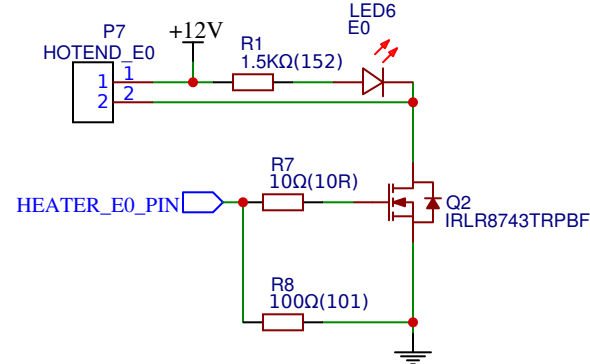 LED6
E0
P7
HOTEND_E0
+12V
R1
1.5KΩ(152)
1 1
2 2
R7
10Ω(10R)
HEATER_E0_PIN
Q2
IRLR8743TRPBF
R8
100Ω(101)